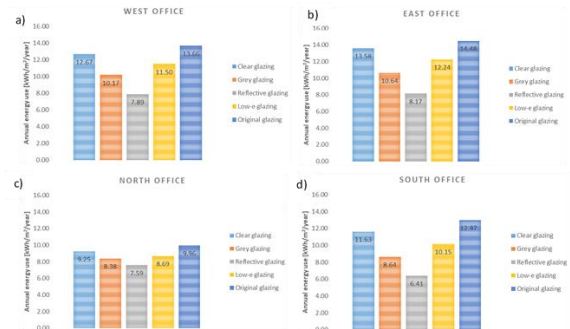 a)
WEST OFFICE
Annual energy use [kWh/m²/year]
16.00
14.00
12.00
10.00
8.00
6.00
4.00
2.00
0.00
12.67
10.17
7.89
11.50
Clear glazing
Grey glazing
Reflective glazing
Low-e glazing
Original glazing
b)
EAST OFFICE
Annual energy use [kWh/m²/year]
16.00
14.00
12.00
10.00
8.00
6.00
4.00
2.00
0.00
10.64
8.17
12.24
14.48
Clear glazing
Grey glazing
Reflective glazing
Low-e glazing
Original glazing
c)
NORTH OFFICE
Annual energy use [kWh/m²/year]
16.00
14.00
12.00
10.00
8.00
6.00
4.00
2.00
0.00
9.25
8.38
7.59
8.69
Clear glazing
Grey glazing
Reflective glazing
Low-e glazing
Original glazing
d)
SOUTH OFFICE
Annual energy use [kWh/m²/year]
16.00
14.00
12.00
10.00
8.00
6.00
4.00
2.00
0.00
11.63
8.64
6.41
10.15
12.97
Clear glazing
Grey glazing
Reflective glazing
Low-e glazing
Original glazing